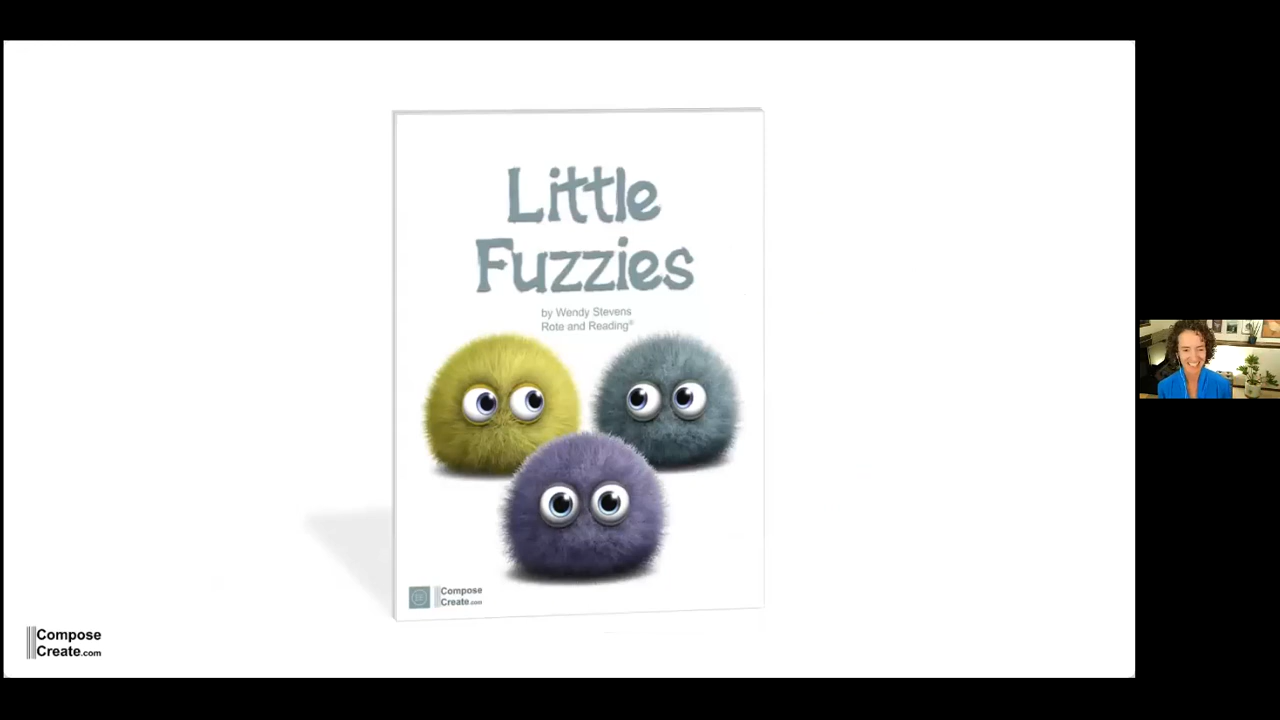 Little
Fuzzies
by Wendy Stevens
Rote and Reading®
Compose
Create.com
Compose
Create.com